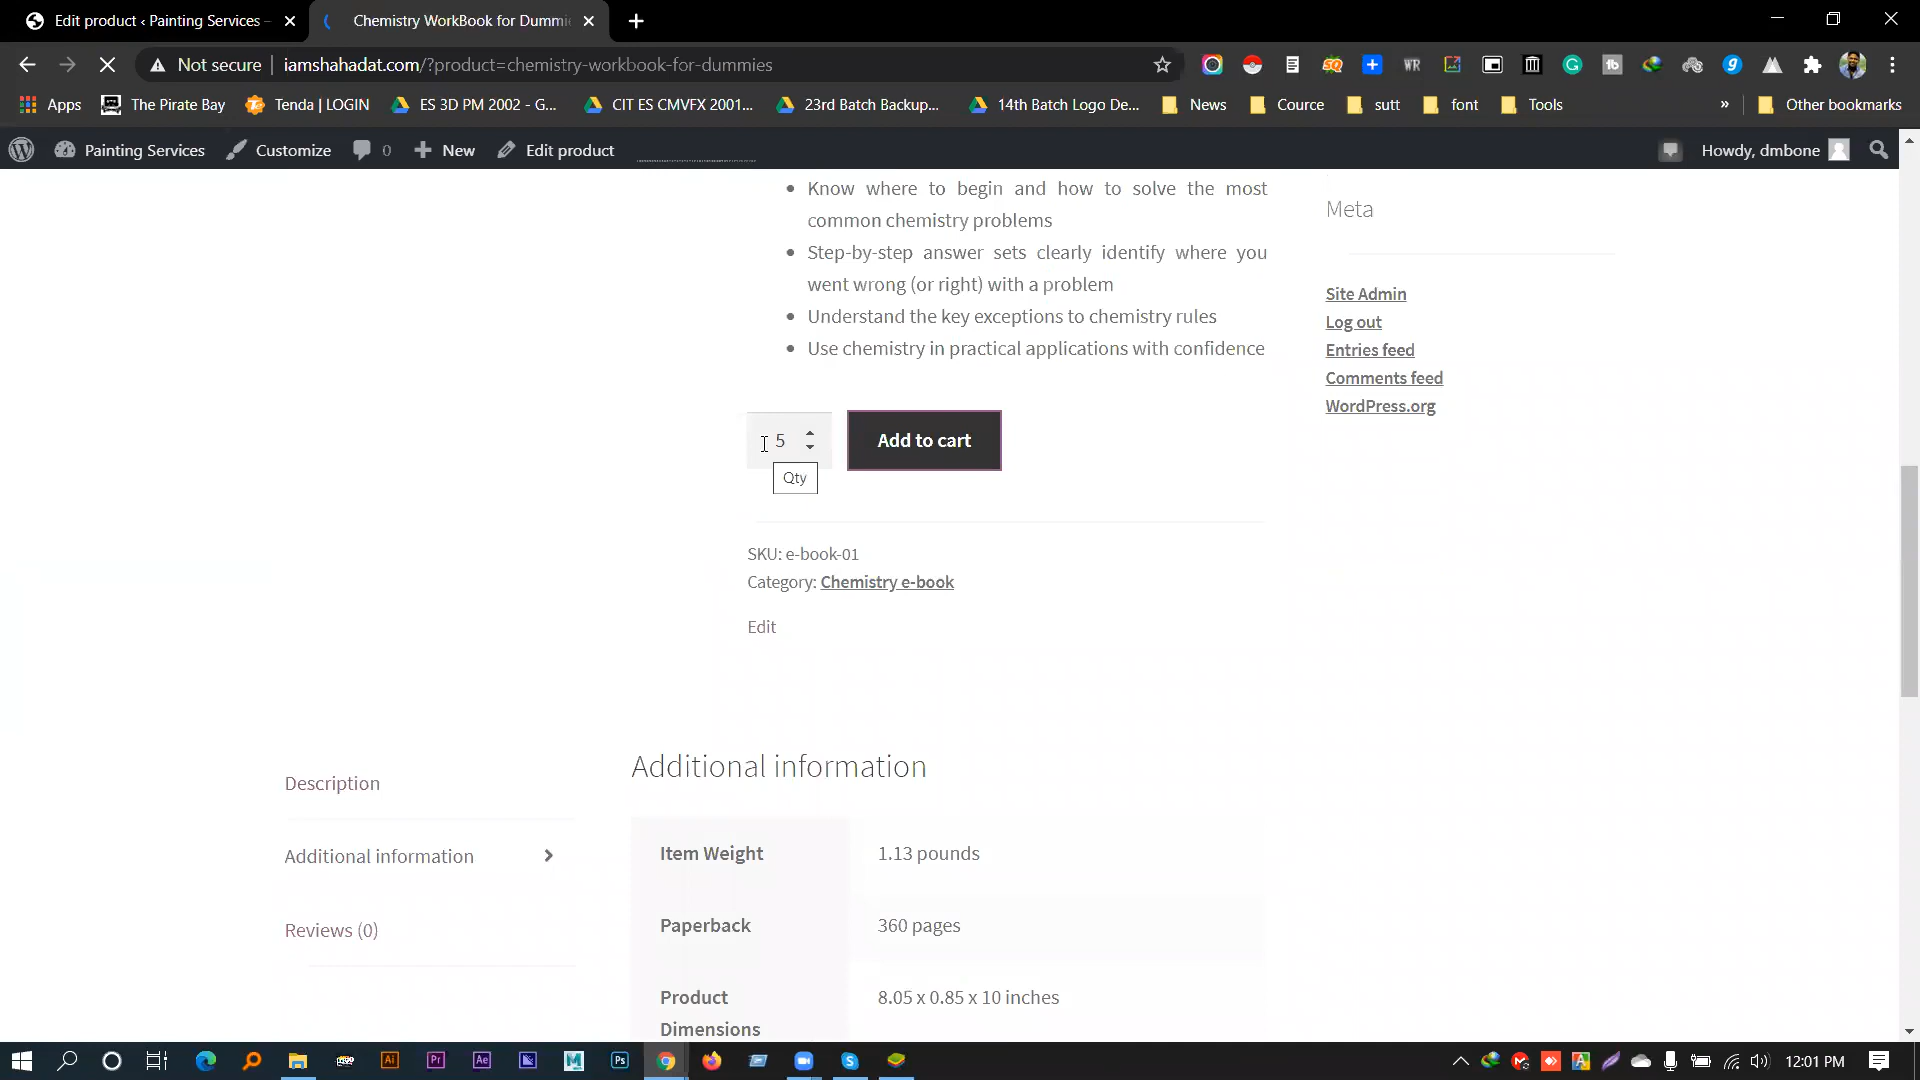 Edit product ‹ Painting Services –
Chemistry WorkBook for Dummi
Not secure
iamshahadat.com/?product=chemistry-workbook-for-dummies
Apps
The Pirate Bay
Tenda | LOGIN
ES 3D PM 2002 - G...
CIT ES CMVFX 2001...
23rd Batch Backup...
14th Batch Logo De...
News
Cource
sutt
font
Tools
»
Other bookmarks
Painting Services
Customize
0
New
Edit product
Howdy, dmbone
Know where to begin and how to solve the most
common chemistry problems
Step-by-step answer sets clearly identify where you
went wrong (or right) with a problem
Understand the key exceptions to chemistry rules
Use chemistry in practical applications with confidence
Meta
Site Admin
Log out
Entries feed
Comments feed
WordPress.org
5
Add to cart
Qty
SKU: e-book-01
Category: Chemistry e-book
Edit
Description
Additional information
Reviews (0)
Additional information
Item Weight
1.13 pounds
Paperback
360 pages
Product
Dimensions
8.05 x 0.85 x 10 inches
12:01 PM